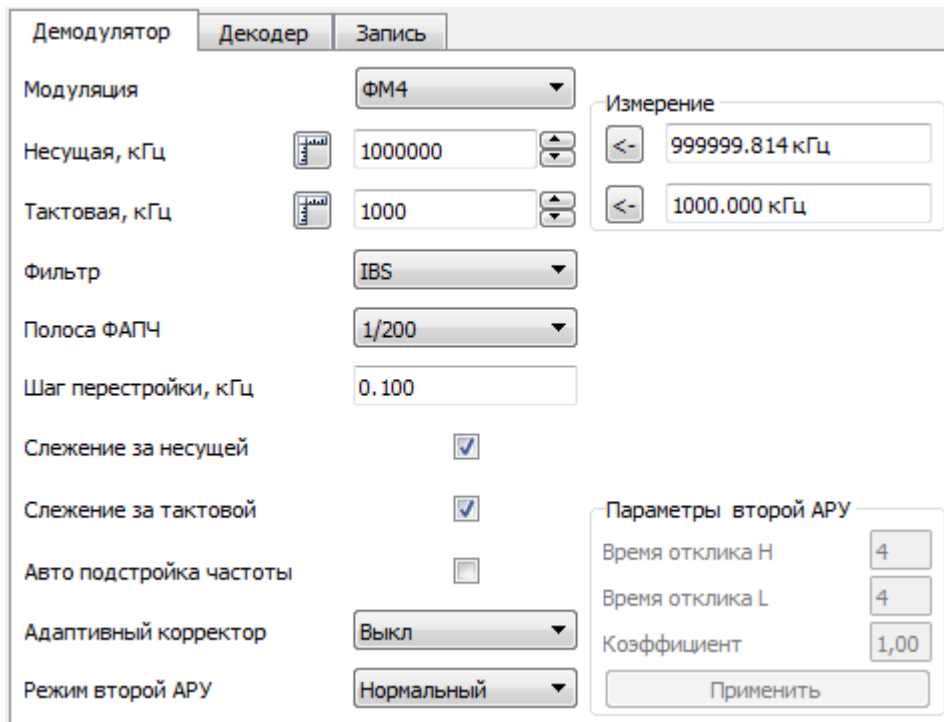 Демодулятор Декодер Запись
Модуляция ФМ4
Измерение
Несущая, кГц 1000000 <- 999999.814 кГц
Тактовая, кГц 1000 <- 1000.000 кГц
Фильтр IBS
Полоса ФАПЧ 1/200
Шаг перестройки, кГц 0.100
Слежение за несущей
Слежение за тактовой
Параметры второй АРУ
Время отклика H 4
Авто подстройка частоты
Время отклика L 4
Адаптивный корректор Выкл
Коэффициент 1,00
Режим второй АРУ Нормальный
Применить